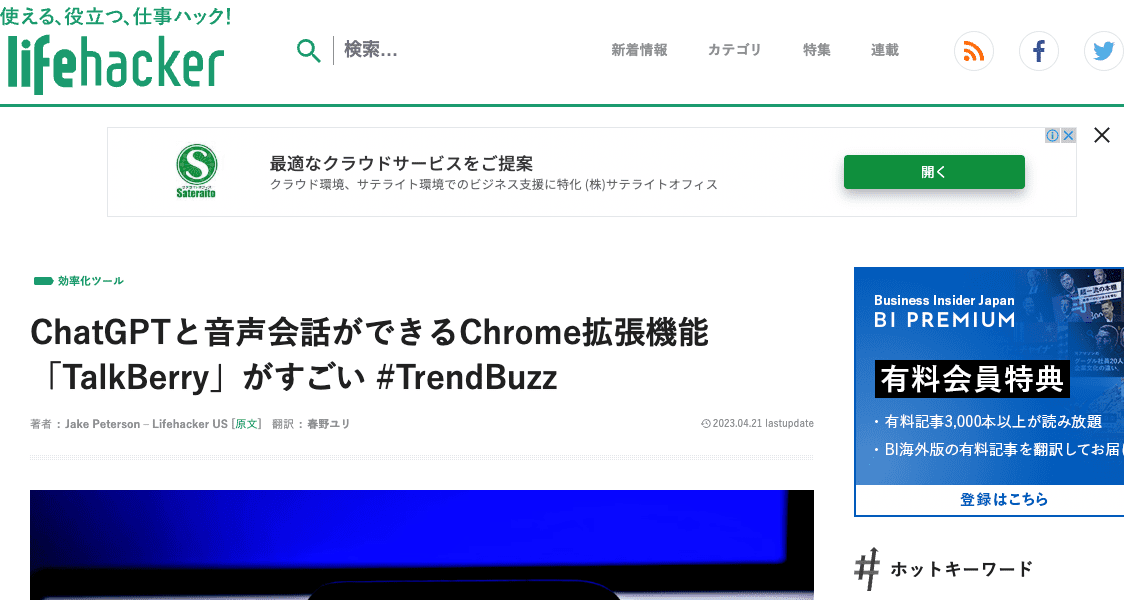 使える、役立つ、仕事ハック!
lifehacker
検索...
新着情報
カテゴリ
特集
連載
最適なクラウドサービスをご提案
クラウド環境、サテライト環境でのビジネス支援に特化 (株)サテライトオフィス
S
Sateraito
開く
効率化ツール
ChatGPTと音声会話ができるChrome拡張機能
「TalkBerry」がすごい #TrendBuzz
著者 : Jake Peterson – Lifehacker US [原文] 翻訳 : 春野ユリ
2023.04.21 lastupdate
Business Insider Japan
BI PREMIUM
超一流の本棚
有料会員特典
・有料記事3,000本以上が読み放題
・BI海外版の有料記事を翻訳してお届け
登録はこちら
# ホットキーワード